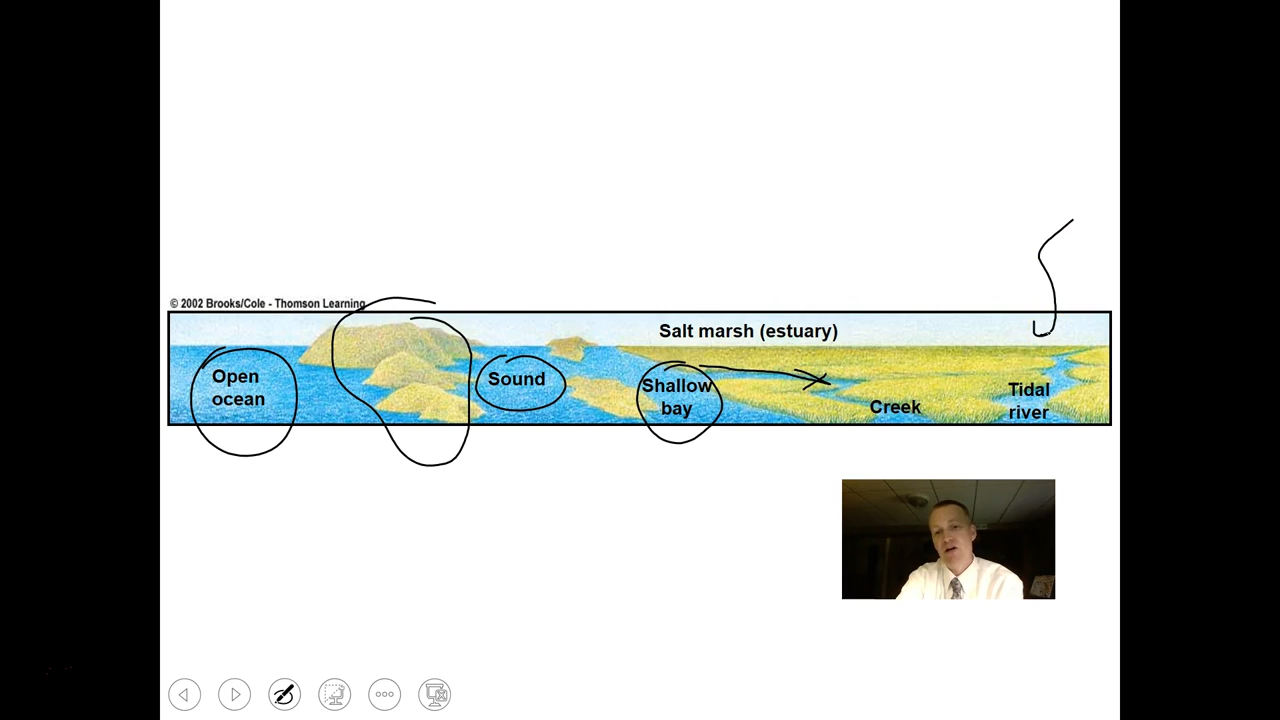 © 2002 Brooks/Cole - Thomson Learning
Salt marsh (estuary)
Open
ocean
Sound
Shallow
bay
Creek
Tidal
river